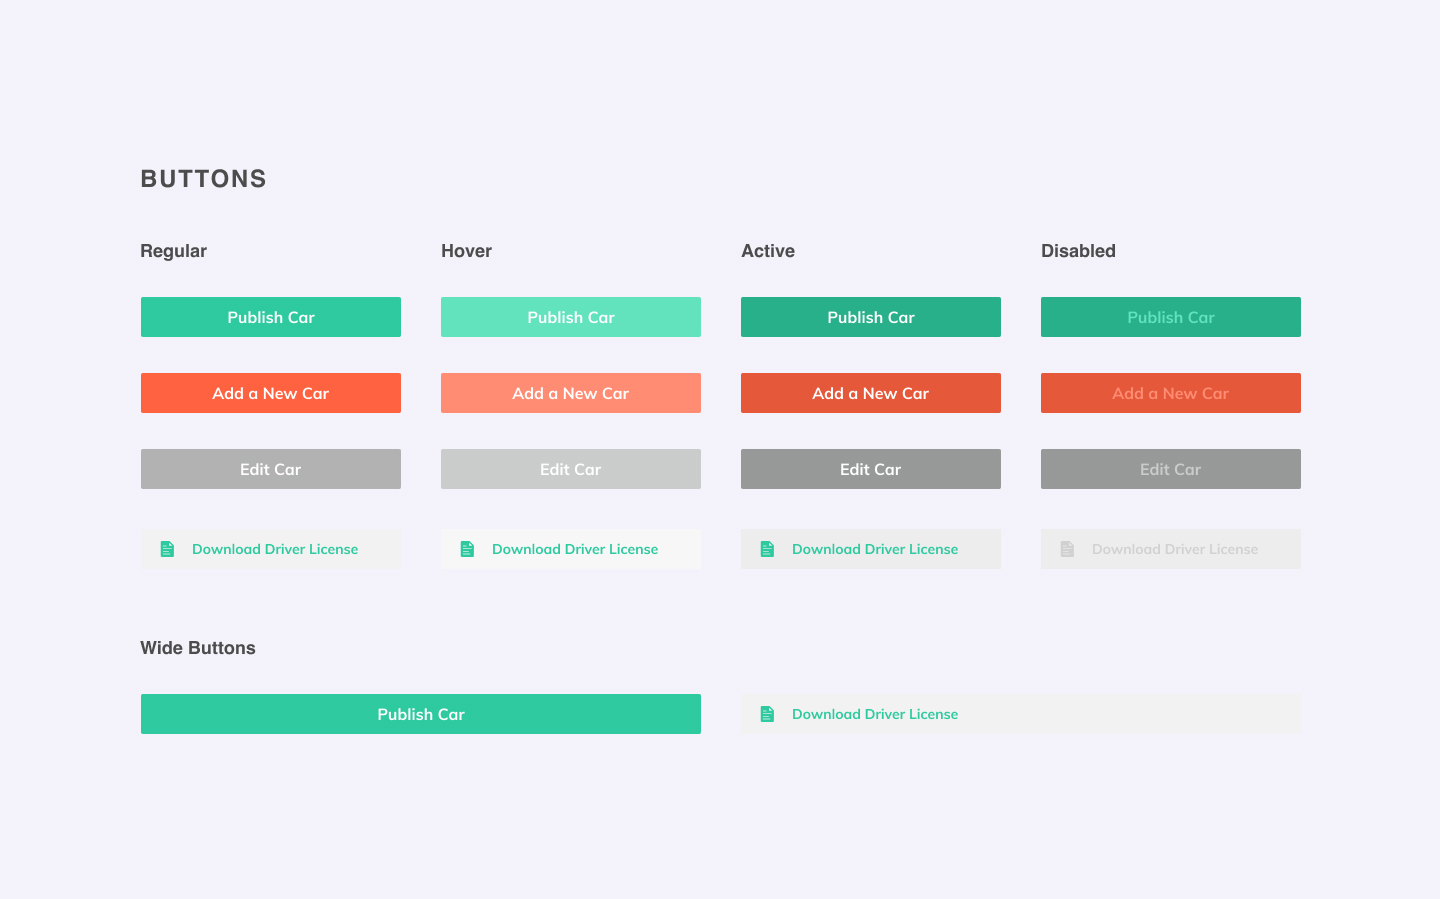 BUTTONS
Regular Hover Active Disabled
Publish Car Publish Car Publish Car Publish Car
Add a New Car Add a New Car Add a New Car Add a New Car
Edit Car Edit Car Edit Car Edit Car
Download Driver License Download Driver License Download Driver License Download Driver License
Wide Buttons
Publish Car Download Driver License